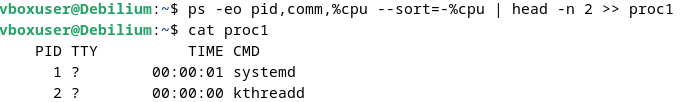 vboxuser@Debilium:~$ ps -eo pid,comm,%cpu --sort=-%cpu | head -n 2 >> proc1
vboxuser@Debilium:~$ cat proc1
    PID TTY          TIME CMD
      1 ?        00:00:01 systemd
      2 ?        00:00:00 kthreadd